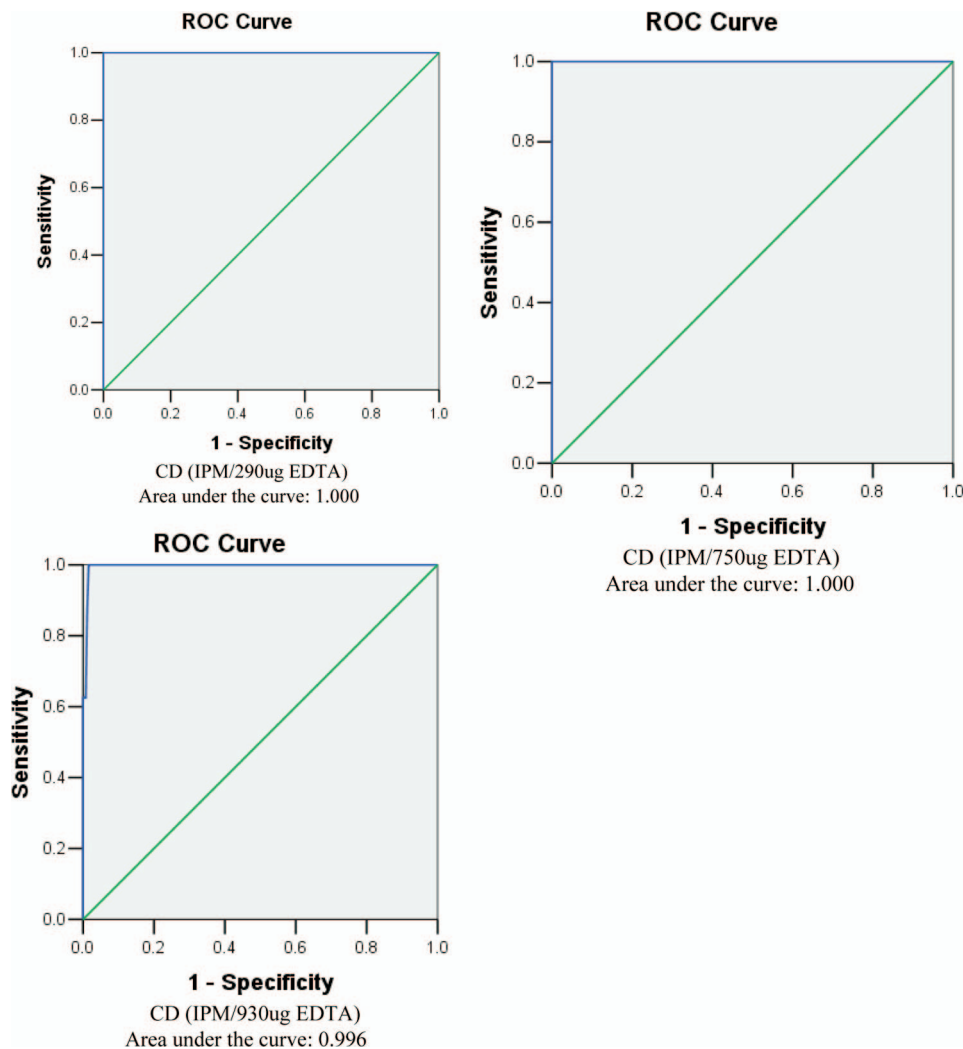 ROC Curve
1.0
0.8
0.6
0.4
0.2
0.0
Sensitivity
0.0 0.2 0.4 0.6 0.8 1.0
1 - Specificity
CD (IPM/290ug EDTA)
Area under the curve: 1.000
ROC Curve
1.0
0.8
0.6
0.4
0.2
0.0
Sensitivity
0.0 0.2 0.4 0.6 0.8 1.0
1 - Specificity
CD (IPM/750ug EDTA)
Area under the curve: 1.000
ROC Curve
1.0
0.8
0.6
0.4
0.2
0.0
Sensitivity
0.0 0.2 0.4 0.6 0.8 1.0
1 - Specificity
CD (IPM/930ug EDTA)
Area under the curve: 0.996